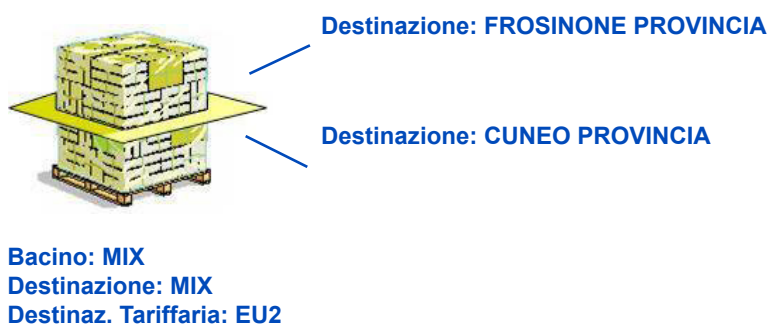 Destinazione: FROSINONE PROVINCIA
Destinazione: CUNEO PROVINCIA
Bacino: MIX
Destinazione: MIX
Destinaz. Tariffaria: EU2